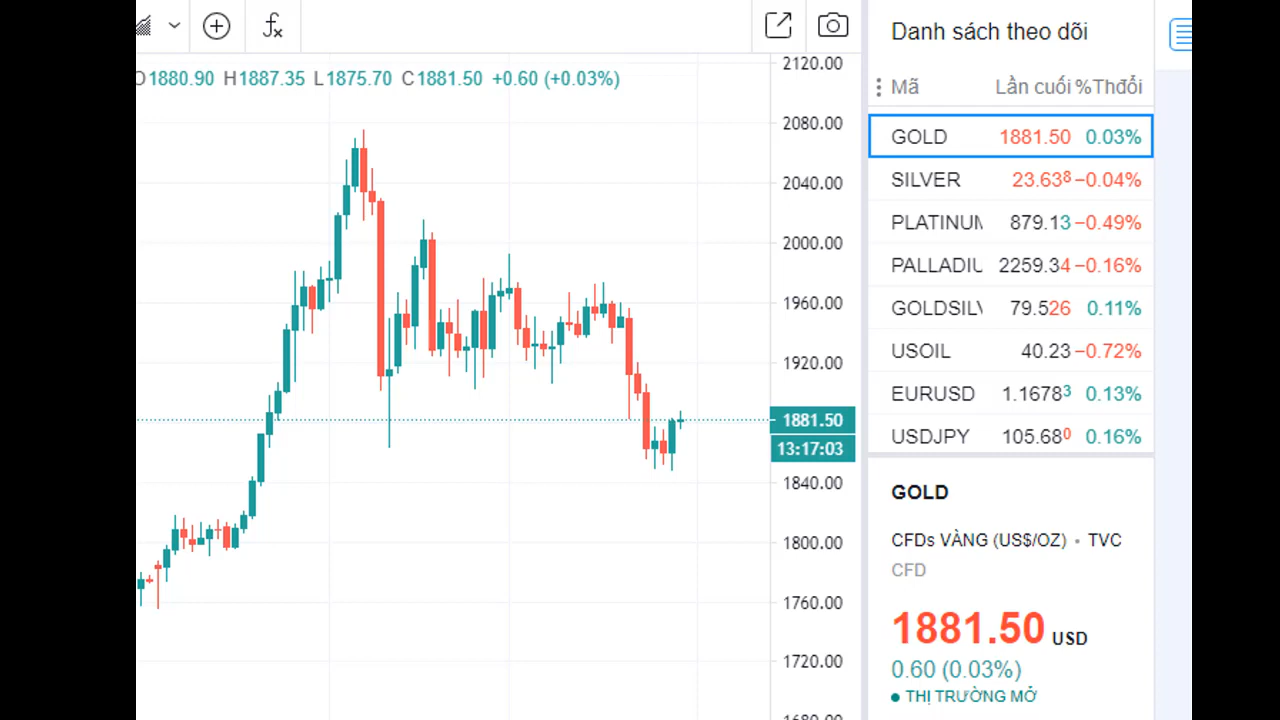 O1880.90 H1887.35 L1875.70 C1881.50 +0.60 (+0.03%)
2120.00
2080.00
2040.00
2000.00
1960.00
1920.00
1881.50
13:17:03
1840.00
1800.00
1760.00
1720.00
1680.00
Danh sách theo dõi
Mã Lần cuối %Thđổi
GOLD 1881.50 0.03%
SILVER 23.638 −0.04%
PLATINUM 879.13 −0.49%
PALLADIU 2259.34 −0.16%
GOLDSILV 79.526 0.11%
USOIL 40.23 −0.72%
EURUSD 1.16783 0.13%
USDJPY 105.680 0.16%
GOLD
CFDs VÀNG (US$/OZ) • TVC
CFD
1881.50 USD
0.60 (0.03%)
THỊ TRƯỜNG MỞ